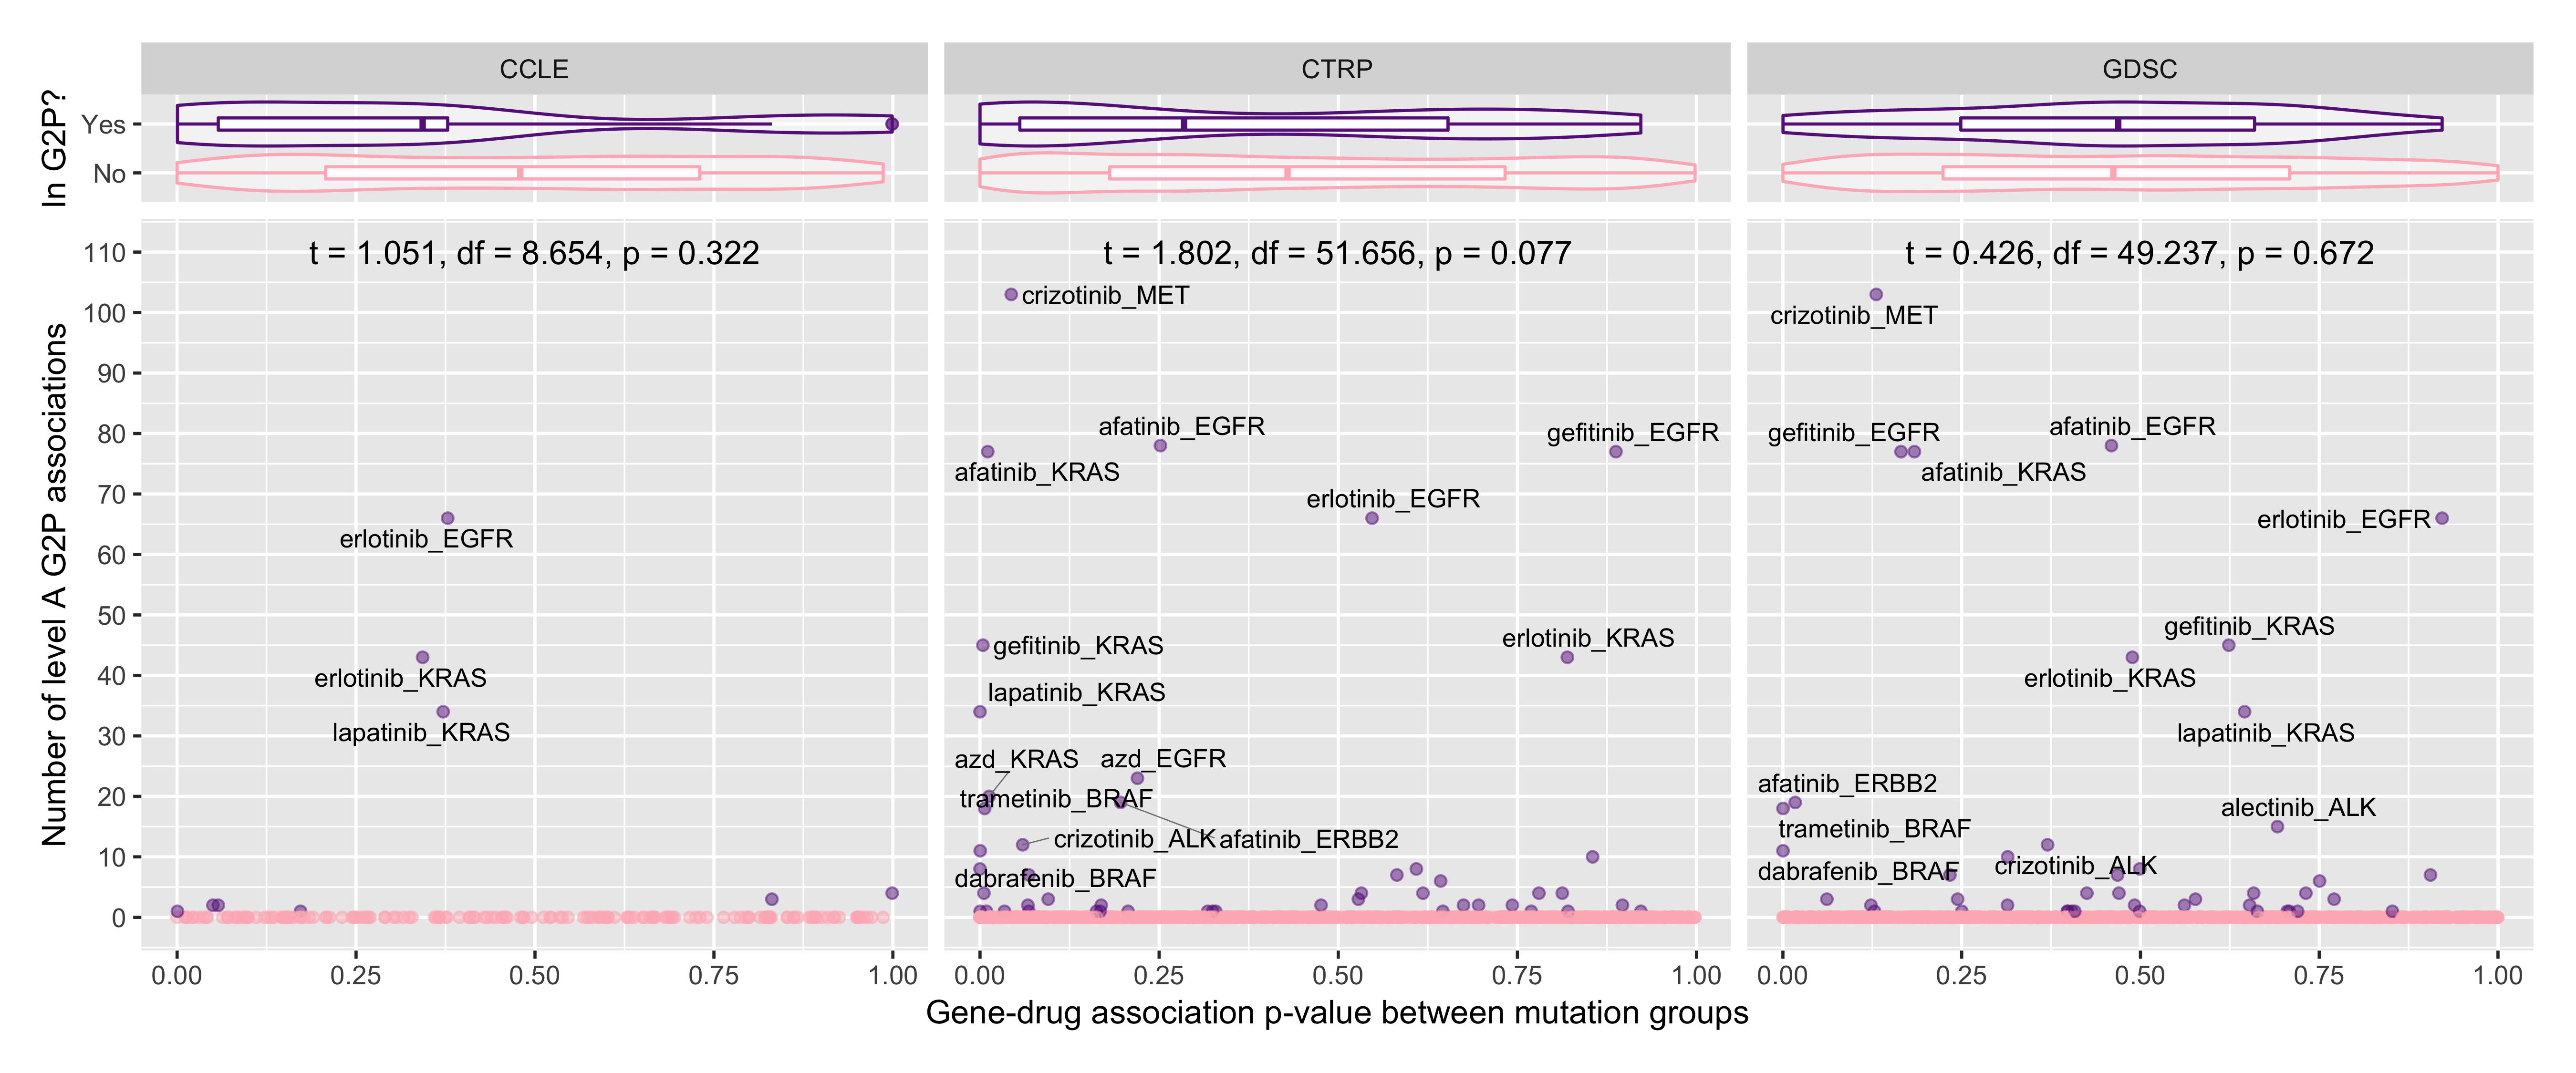 CCLE
CTRP
GDSC
In G2P?
Yes
No
Number of level A G2P associations
110
100
90
80
70
60
50
40
30
20
10
0
t = 1.051, df = 8.654, p = 0.322
erlotinib_EGFR
erlotinib_KRAS
lapatinib_KRAS
0.00 0.25 0.50 0.75 1.00
t = 1.802, df = 51.656, p = 0.077
crizotinib_MET
afatinib_EGFR
gefitinib_EGFR
afatinib_KRAS
erlotinib_EGFR
gefitinib_KRAS
erlotinib_KRAS
lapatinib_KRAS
azd_KRAS
azd_EGFR
trametinib_BRAF
crizotinib_ALK
afatinib_ERBB2
dabrafenib_BRAF
0.00 0.25 0.50 0.75 1.00
t = 0.426, df = 49.237, p = 0.672
crizotinib_MET
afatinib_EGFR
gefitinib_EGFR
afatinib_KRAS
erlotinib_EGFR
gefitinib_KRAS
erlotinib_KRAS
lapatinib_KRAS
afatinib_ERBB2
alectinib_ALK
trametinib_BRAF
crizotinib_ALK
dabrafenib_BRAF
0.00 0.25 0.50 0.75 1.00
Gene-drug association p-value between mutation groups